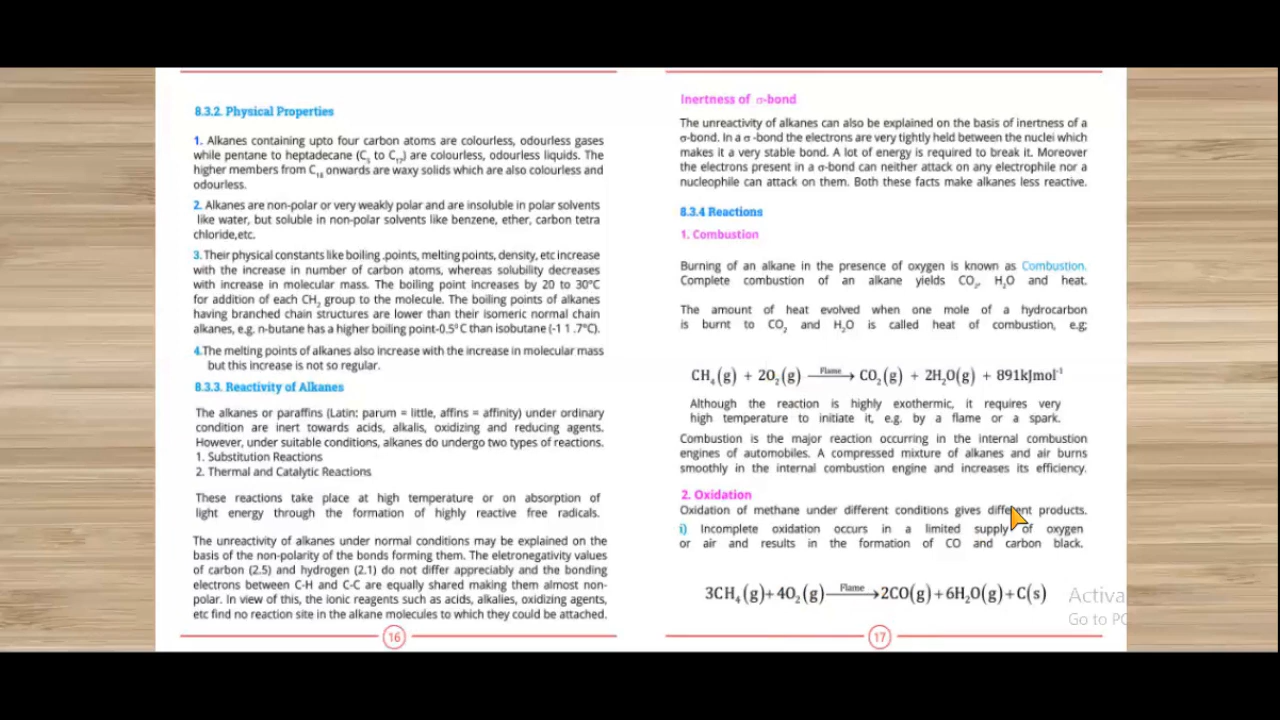 8.3.2. Physical Properties
1. Alkanes containing upto four carbon atoms are colourless, odourless gases
while pentane to heptadecane (C₅ to C₁₇) are colourless, odourless liquids. The
higher members from C₁₈ onwards are waxy solids which are also colourless and
odourless.
2. Alkanes are non-polar or very weakly polar and are insoluble in polar solvents
like water, but soluble in non-polar solvents like benzene, ether, carbon tetra
chloride,etc.
3. Their physical constants like boiling .points, melting points, density, etc increase
with the increase in number of carbon atoms, whereas solubility decreases
with increase in molecular mass. The boiling point increases by 20 to 30°C
for addition of each CH₂ group to the molecule. The boiling points of alkanes
having branched chain structures are lower than their isomeric normal chain
alkanes, e.g. n-butane has a higher boiling point-0.5°C than isobutane (-1 1 .7°C).
4.The melting points of alkanes also increase with the increase in molecular mass
but this increase is not so regular.
8.3.3. Reactivity of Alkanes
The alkanes or paraffins (Latin: parum = little, affins = affinity) under ordinary
condition are inert towards acids, alkalis, oxidizing and reducing agents.
However, under suitable conditions, alkanes do undergo two types of reactions.
1. Substitution Reactions
2. Thermal and Catalytic Reactions
These reactions take place at high temperature or on absorption of
light energy through the formation of highly reactive free radicals.
The unreactivity of alkanes under normal conditions may be explained on the
basis of the non-polarity of the bonds forming them. The eletronegativity values
of carbon (2.5) and hydrogen (2.1) do not differ appreciably and the bonding
electrons between C-H and C-C are equally shared making them almost non-
polar. In view of this, the ionic reagents such as acids, alkalies, oxidizing agents,
etc find no reaction site in the alkane molecules to which they could be attached.
16
Inertness of σ-bond
The unreactivity of alkanes can also be explained on the basis of inertness of a
σ-bond. In a σ -bond the electrons are very tightly held between the nuclei which
makes it a very stable bond. A lot of energy is required to break it. Moreover
the electrons present in a σ-bond can neither attack on any electrophile nor a
nucleophile can attack on them. Both these facts make alkanes less reactive.
8.3.4 Reactions
1. Combustion
Burning of an alkane in the presence of oxygen is known as Combustion.
Complete combustion of an alkane yields CO₂, H₂O and heat.
The amount of heat evolved when one mole of a hydrocarbon
is burnt to CO₂ and H₂O is called heat of combustion, e.g;
CH₄(g) + 2O₂(g) —Flame→ CO₂(g) + 2H₂O(g) + 891kJmol⁻¹
Although the reaction is highly exothermic, it requires very
high temperature to initiate it, e.g. by a flame or a spark.
Combustion is the major reaction occurring in the internal combustion
engines of automobiles. A compressed mixture of alkanes and air burns
smoothly in the internal combustion engine and increases its efficiency.
2. Oxidation
Oxidation of methane under different conditions gives different products.
i) Incomplete oxidation occurs in a limited supply of oxygen
or air and results in the formation of CO and carbon black.
3CH₄(g)+4O₂(g)—Flame→2CO(g)+6H₂O(g)+C(s)
17
Activa
Go to PC